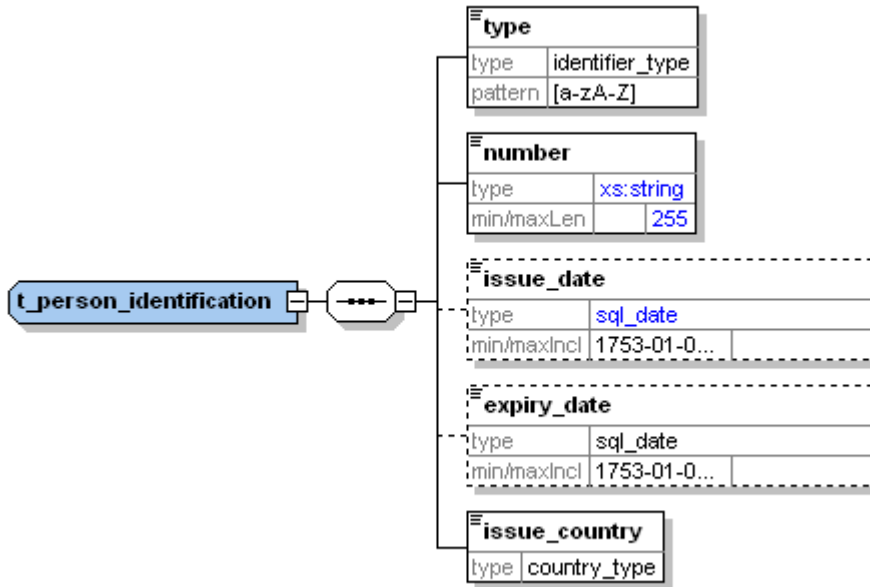 type
type identifier_type
pattern [a-zA-Z]
number
type xs:string
min/maxLen 255
t_person_identification
issue_date
type sql_date
min/maxIncl 1753-01-0...
expiry_date
type sql_date
min/maxIncl 1753-01-0...
issue_country
type country_type